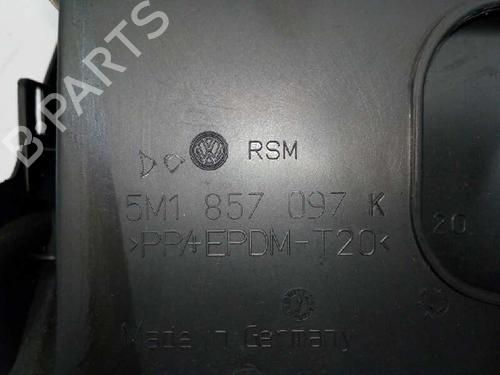 B-PARTS
RSM
5M1 857 097 K
>PP+EPDM-T20<
20
Made in Germany